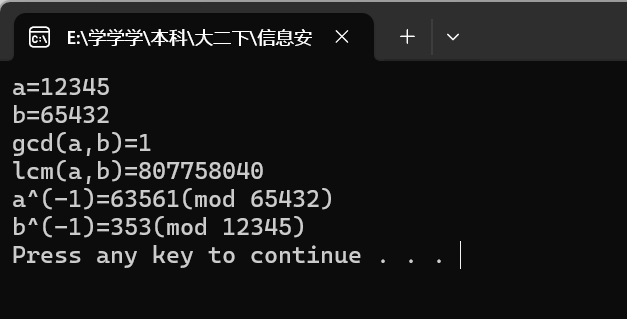 E:\学学学\本科\大二下\信息安
a=12345
b=65432
gcd(a,b)=1
lcm(a,b)=807758040
a^(-1)=63561(mod 65432)
b^(-1)=353(mod 12345)
Press any key to continue . . .